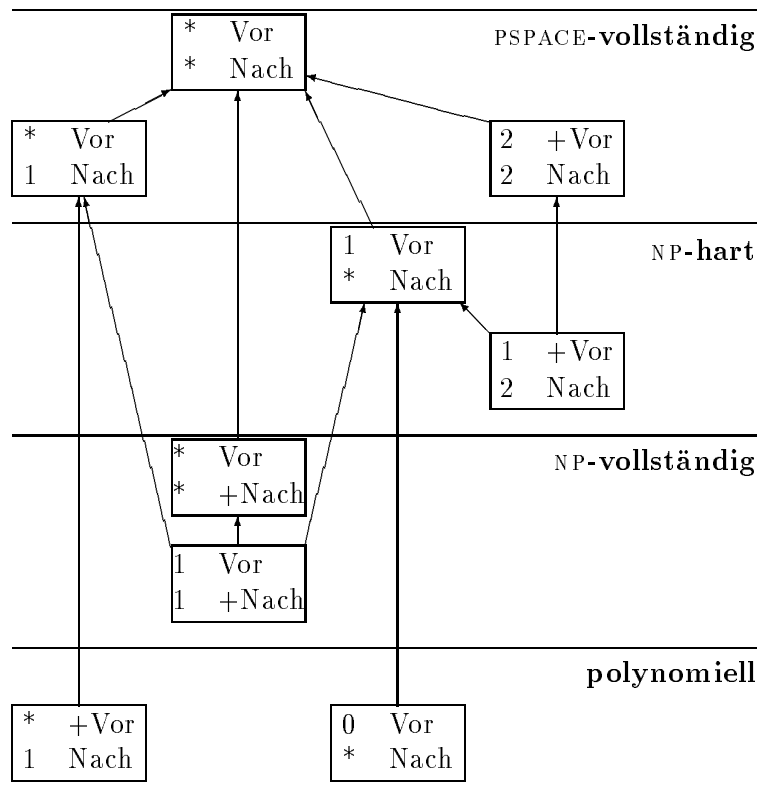 * Vor
* Nach
PSPACE-vollständig
* Vor
1 Nach
2 +Vor
2 Nach
1 Vor
* Nach
NP-hart
1 +Vor
2 Nach
* Vor
* +Nach
NP-vollständig
1 Vor
1 +Nach
polynomiell
* +Vor
1 Nach
0 Vor
* Nach